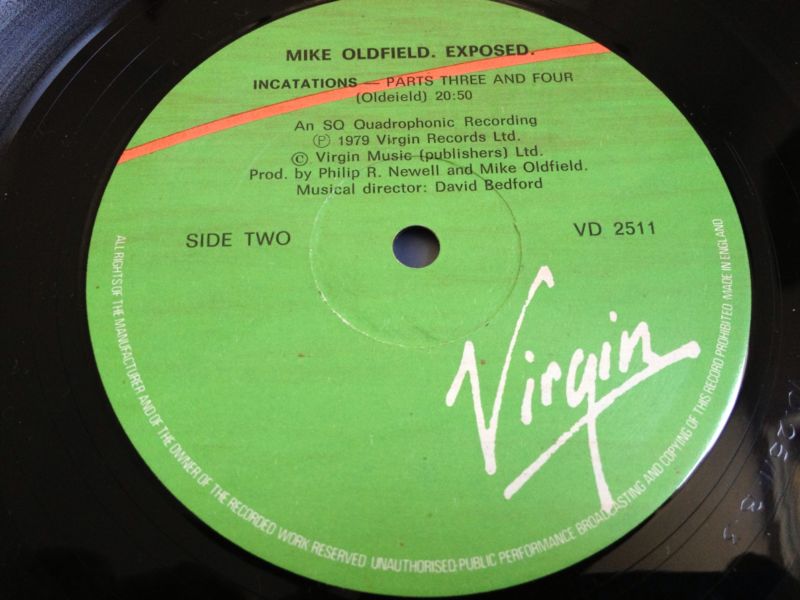 MIKE OLDFIELD. EXPOSED.
INCATATIONS — PARTS THREE AND FOUR
(Oldeield) 20:50
An SQ Quadrophonic Recording
Ⓟ 1979 Virgin Records Ltd.
© Virgin Music (publishers) Ltd.
Prod. by Philip R. Newell and Mike Oldfield.
Musical director: David Bedford
SIDE TWO
VD 2511
Virgin
ALL RIGHTS OF THE MANUFACTURER AND OF THE OWNER OF THE RECORDED WORK RESERVED UNAUTHORISED PUBLIC PERFORMANCE BROADCASTING AND COPYING OF THIS RECORD PROHIBITED. MADE IN ENGLAND